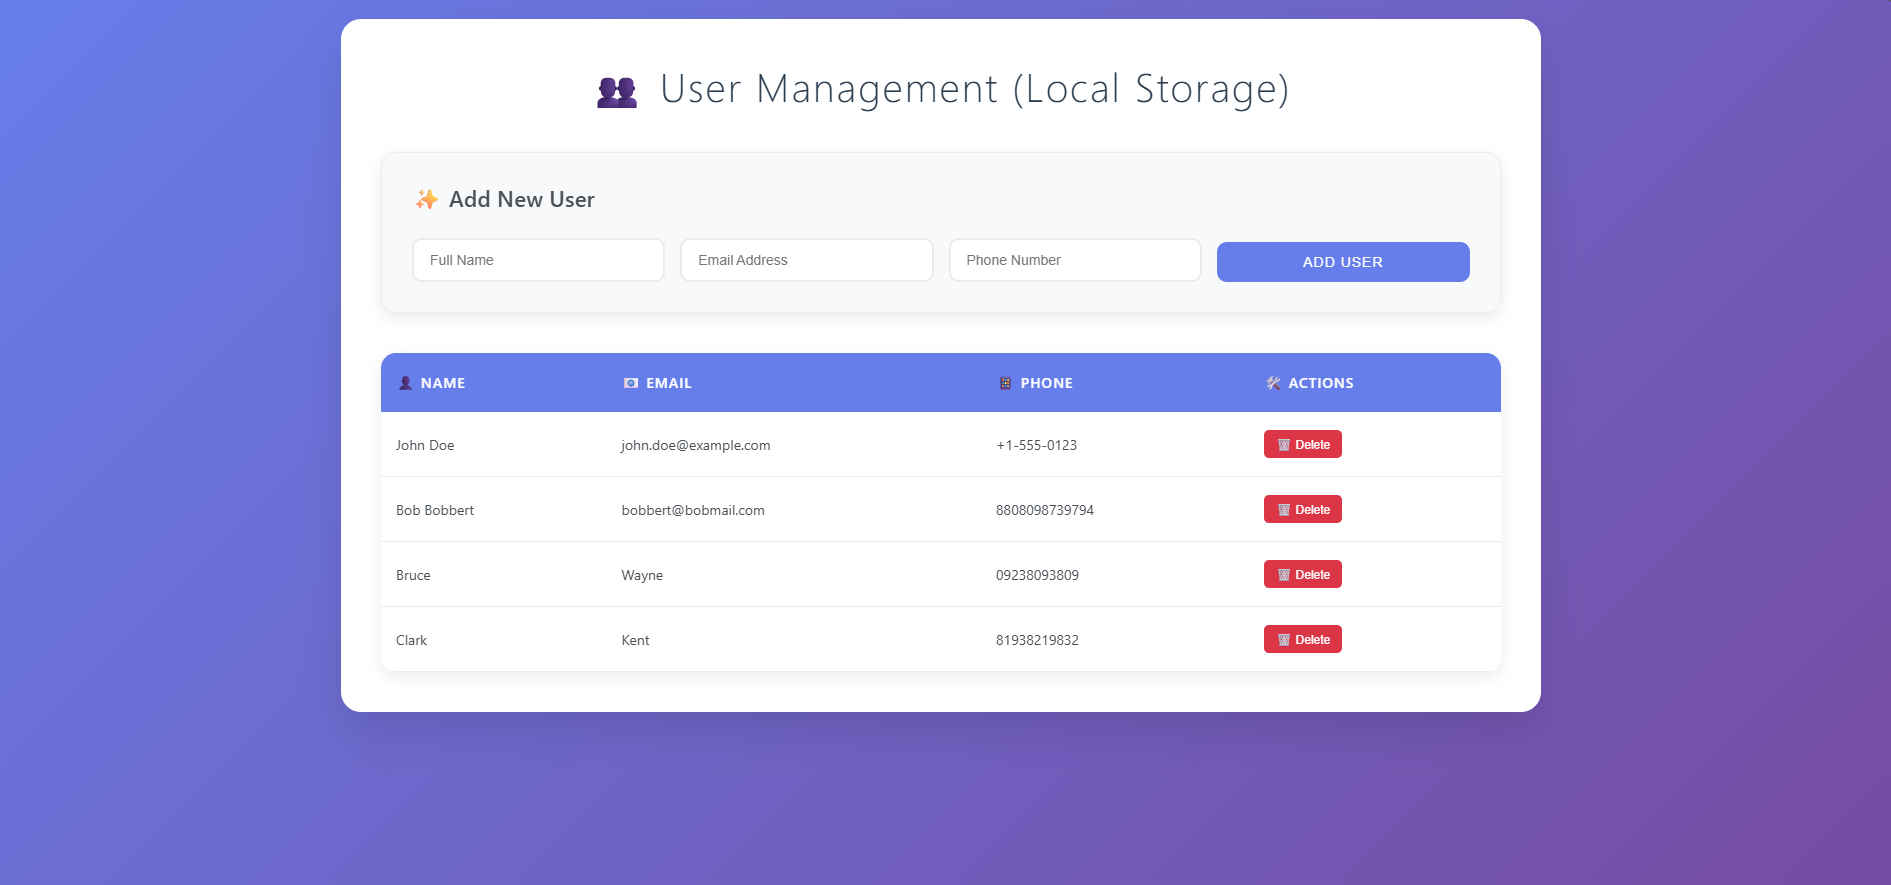 User Management (Local Storage)
Add New User
Full Name Email Address Phone Number ADD USER
NAME EMAIL PHONE ACTIONS
John Doe john.doe@example.com +1-555-0123 Delete
Bob Bobbert bobbert@bobmail.com 8808098739794 Delete
Bruce Wayne 09238093809 Delete
Clark Kent 81938219832 Delete